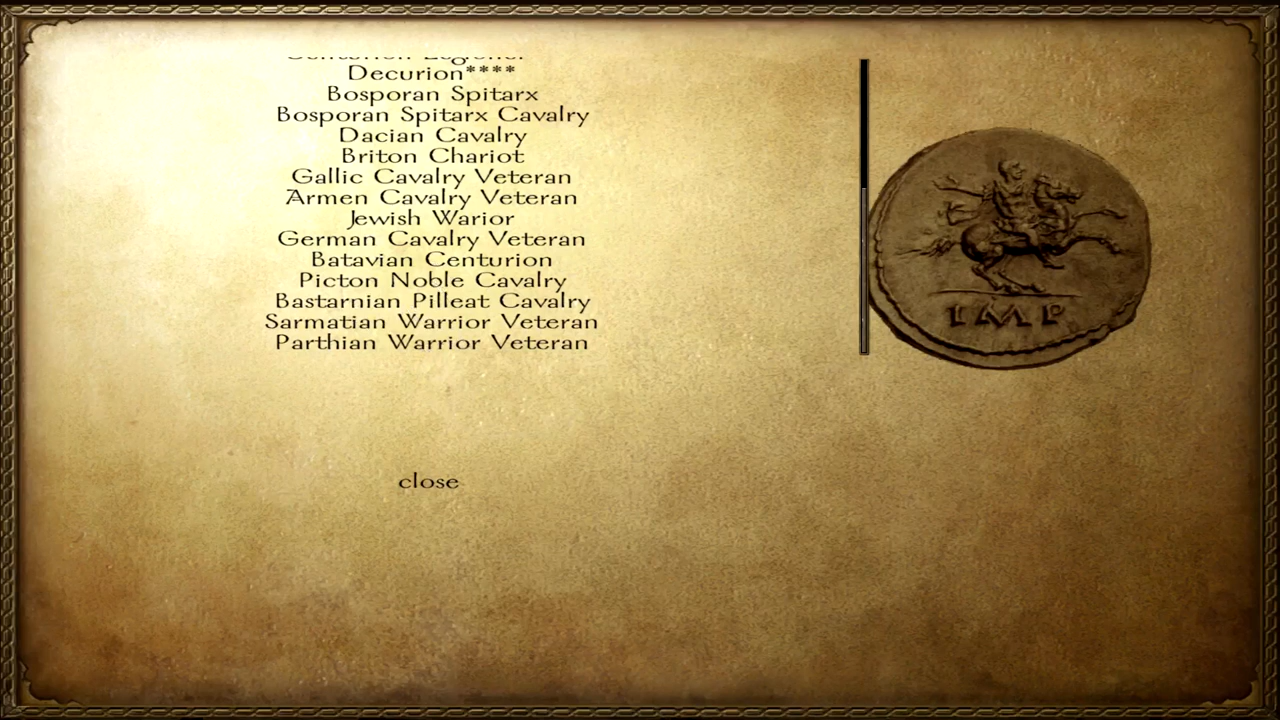 Decurion****
Bosporan Spitarx
Bosporan Spitarx Cavalry
Dacian Cavalry
Briton Chariot
Gallic Cavalry Veteran
Armen Cavalry Veteran
Jewish Warior
German Cavalry Veteran
Batavian Centurion
Picton Noble Cavalry
Bastarnian Pilleat Cavalry
Sarmatian Warrior Veteran
Parthian Warrior Veteran
close
IMP